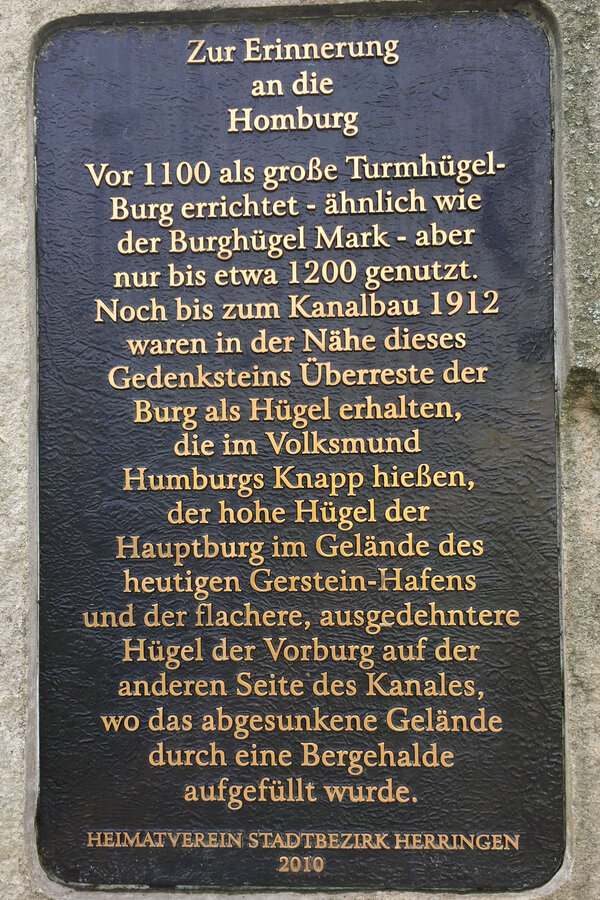 Zur Erinnerung
an die
Homburg
Vor 1100 als große Turmhügel-
Burg errichtet - ähnlich wie
der Burghügel Mark - aber
nur bis etwa 1200 genutzt.
Noch bis zum Kanalbau 1912
waren in der Nähe dieses
Gedenksteins Überreste der
Burg als Hügel erhalten,
die im Volksmund
Humburgs Knapp hießen,
der hohe Hügel der
Hauptburg im Gelände des
heutigen Gerstein-Hafens
und der flachere, ausgedehntere
Hügel der Vorburg auf der
anderen Seite des Kanales,
wo das abgesunkene Gelände
durch eine Bergehalde
aufgefüllt wurde.
HEIMATVEREIN STADTBEZIRK HERRINGEN
2010